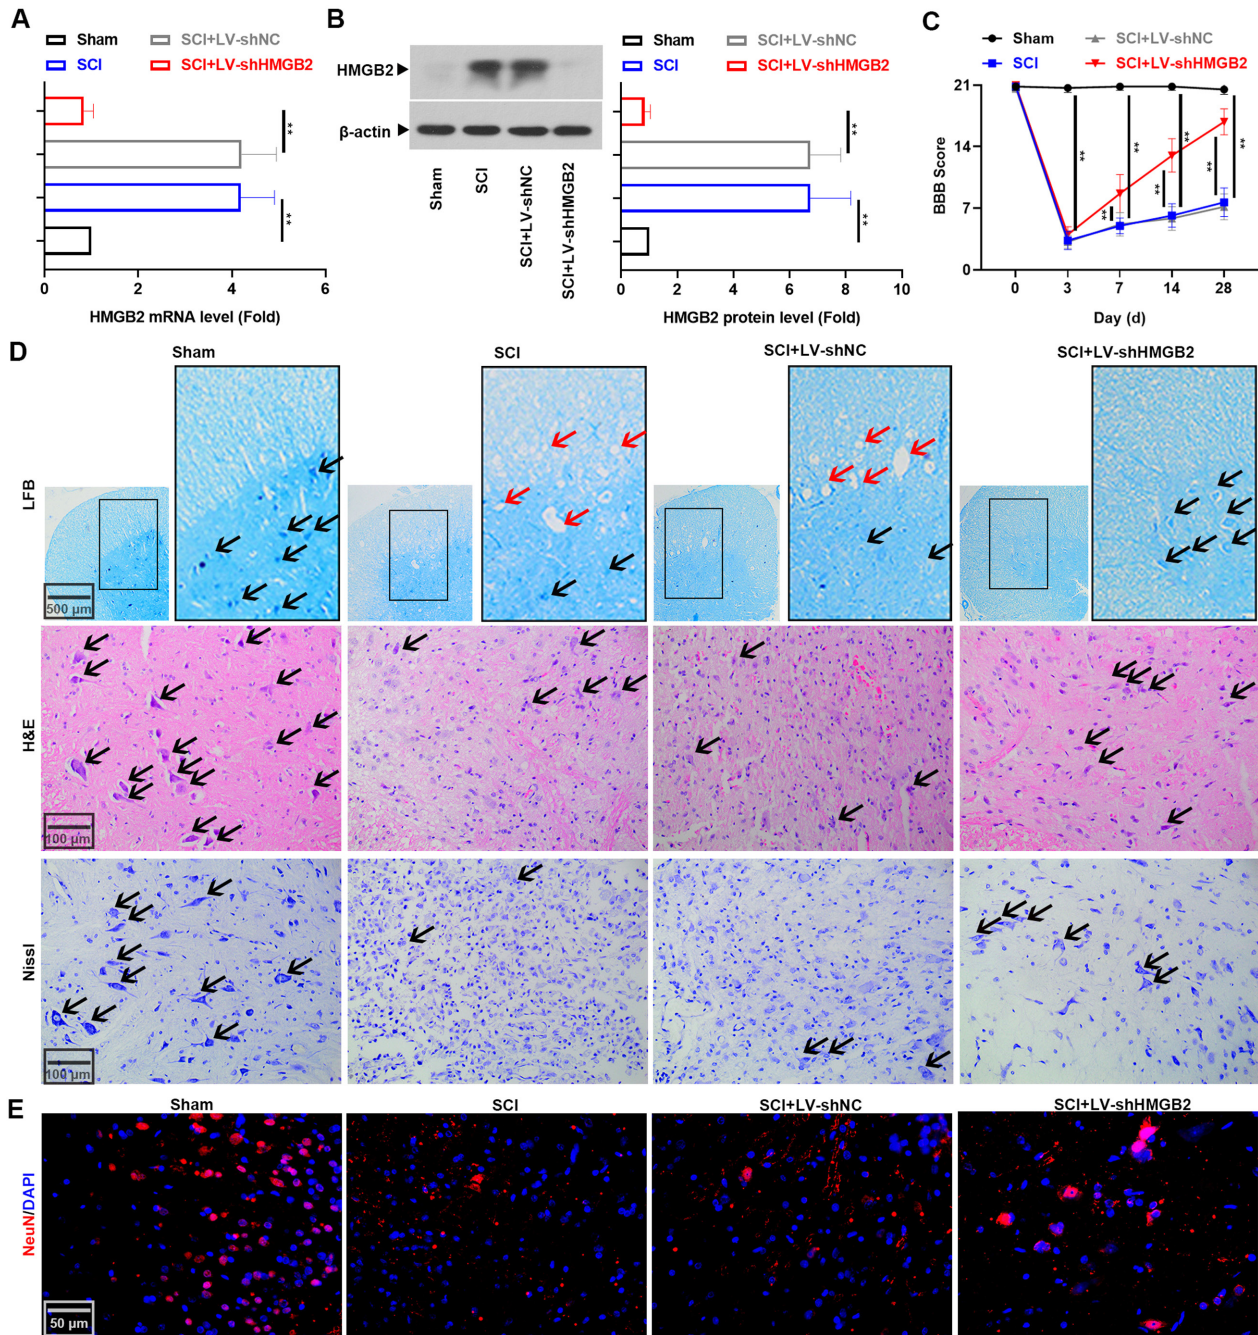 A
Sham
SCI+LV-shNC
SCI
SCI+LV-shHMGB2
**
**
0
2
4
6
HMGB2 mRNA level (Fold)
B
HMGB2
β-actin
Sham
SCI
SCI+LV-shNC
SCI+LV-shHMGB2
Sham
SCI+LV-shNC
SCI
SCI+LV-shHMGB2
**
**
0
2
4
6
8
10
HMGB2 protein level (Fold)
C
Sham
SCI+LV-shNC
SCI
SCI+LV-shHMGB2
BBB Score
21
14
7
0
**
**
**
**
**
**
**
0
3
7
14
28
Day (d)
D
Sham
SCI
SCI+LV-shNC
SCI+LV-shHMGB2
LFB
500 µm
H&E
100 µm
Nissl
100 µm
E
Sham
SCI
SCI+LV-shNC
SCI+LV-shHMGB2
NeuN/DAPI
50 µm